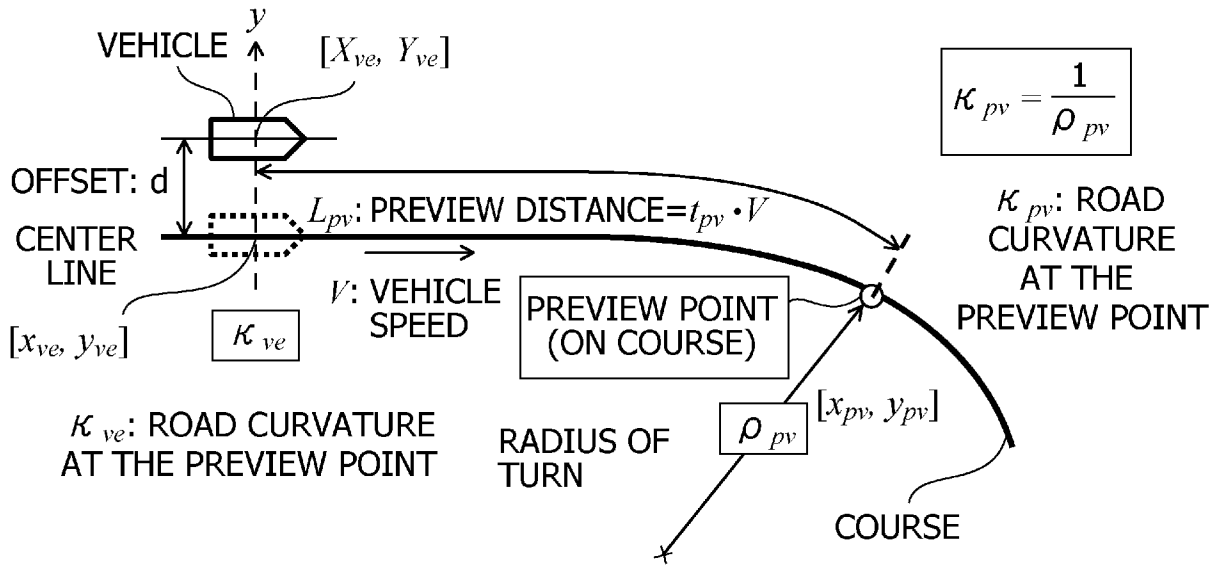 y
VEHICLE
[Xve, Yve]
κpv = 1/ρpv
OFFSET: d
Lpv: PREVIEW DISTANCE=tpv・V
CENTER
LINE
V: VEHICLE
SPEED
PREVIEW POINT
(ON COURSE)
κpv: ROAD
CURVATURE
AT THE
PREVIEW POINT
[xve, yve]
κve
κve: ROAD CURVATURE
AT THE PREVIEW POINT
RADIUS OF
TURN
ρpv
[xpv, ypv]
COURSE